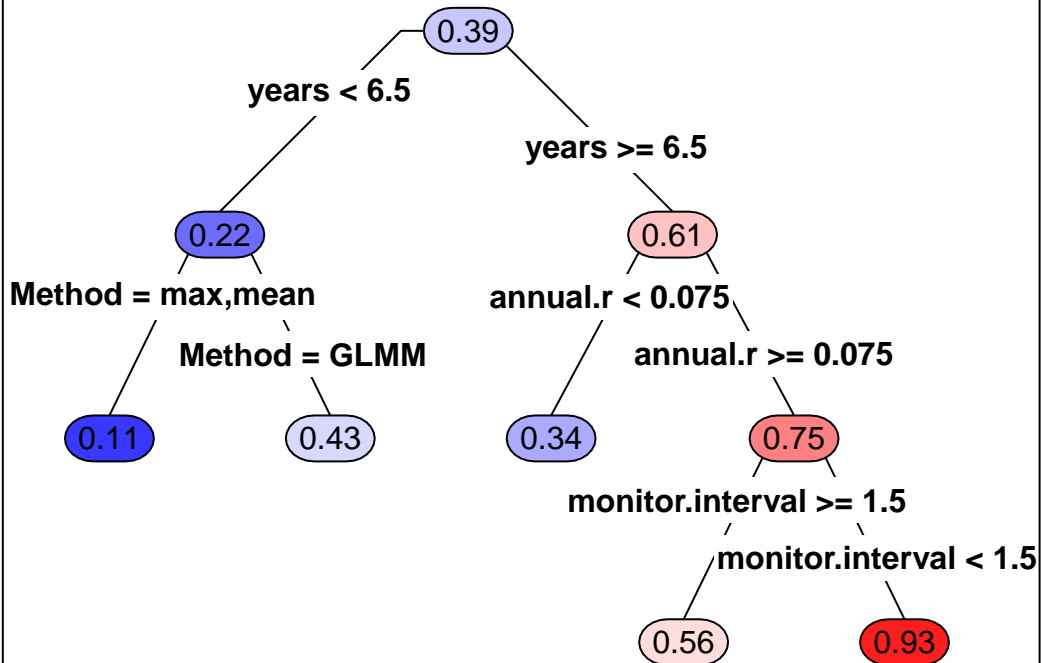 0.39
years < 6.5
years >= 6.5
0.22
0.61
Method = max,mean
annual.r < 0.075
Method = GLMM
annual.r >= 0.075
0.11
0.43
0.34
0.75
monitor.interval >= 1.5
monitor.interval < 1.5
0.56
0.93